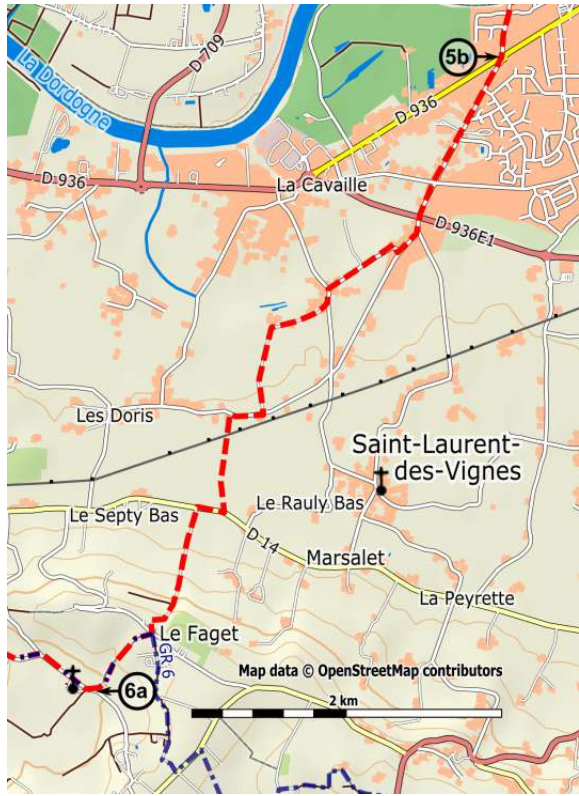 D 709
5b
La Dordogne
D 936
La Cavaille
D 936
D 936E1
Les Doris
Saint-Laurent-
des-Vignes
Le Rauly Bas
Le Septy Bas
D 14
Marsalet
La Peyrette
Le Faget
GR 6
Map data © OpenStreetMap contributors
6a
2 km